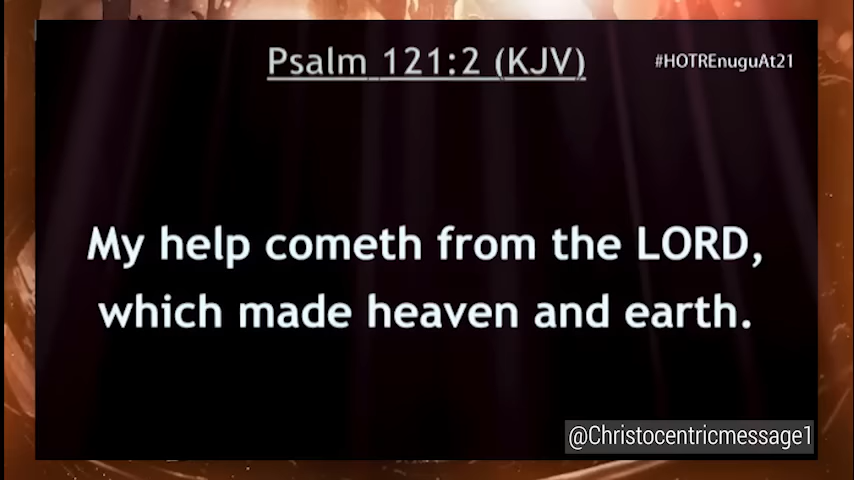 Psalm 121:2 (KJV)
#HOTREnuguAt21
My help cometh from the LORD,
which made heaven and earth.
@Christocentricmessage1